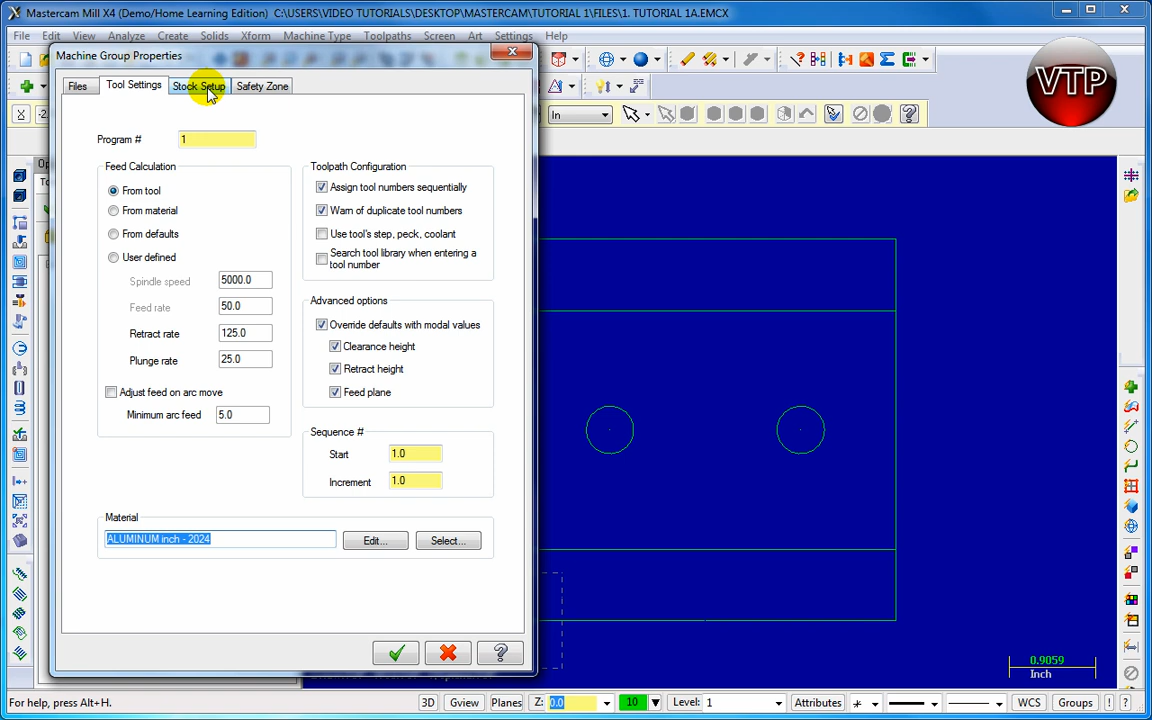 Mastercam Mill X4 (Demo/Home Learning Edition) C:\USERS\VIDEO TUTORIALS\DESKTOP\MASTERCAM\TUTORIAL 1\FILES\1. TUTORIAL 1A.EMCX
File Edit View Analyze Create Solids Xform Machine Type Toolpaths Screen Art Settings Help
Machine Group Properties
VTP
Files Tool Settings Stock Setup Safety Zone
In
Program # 1
Feed Calculation
From tool
From material
From defaults
User defined
Spindle speed 5000.0
Feed rate 50.0
Retract rate 125.0
Plunge rate 25.0
Adjust feed on arc move
Minimum arc feed 5.0
Toolpath Configuration
Assign tool numbers sequentially
Warn of duplicate tool numbers
Use tool's step, peck, coolant
Search tool library when entering a
tool number
Advanced options
Override defaults with modal values
Clearance height
Retract height
Feed plane
Sequence #
Start 1.0
Increment 1.0
Material
ALUMINUM inch - 2024 Edit... Select...
0.9059
Inch
For help, press Alt+H. 3D Gview Planes Z: 0.0 10 Level: 1 Attributes WCS Groups ! ?